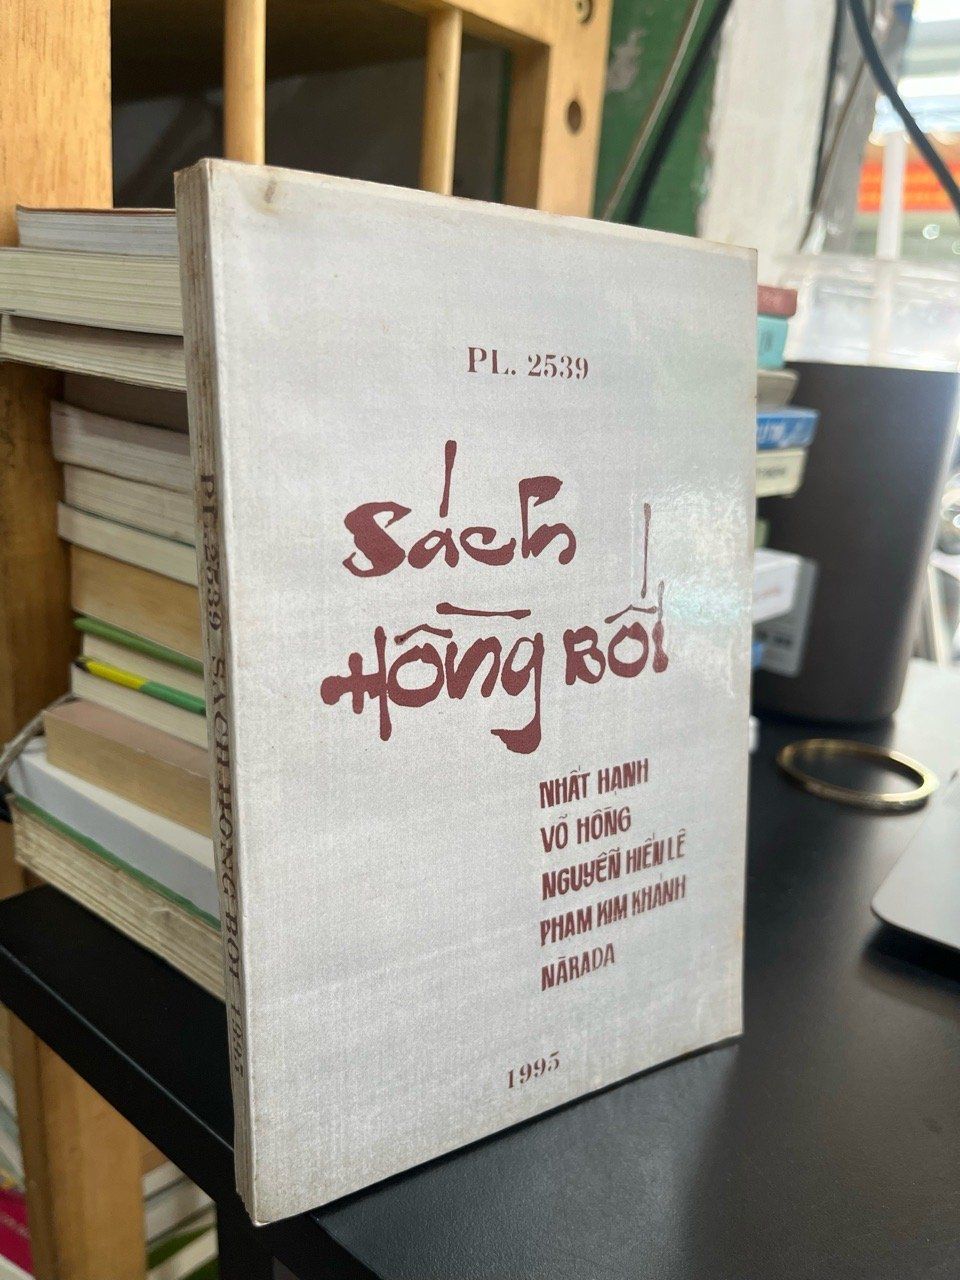 PL. 2539
Sách
Hồng Bối
NHẤT HẠNH
VÕ HỒNG
NGUYỄN HIẾN LÊ
PHẠM KIM KHÁNH
NĀRADA
1995
PL. 2539 SÁCH HỒNG BỐI 1995